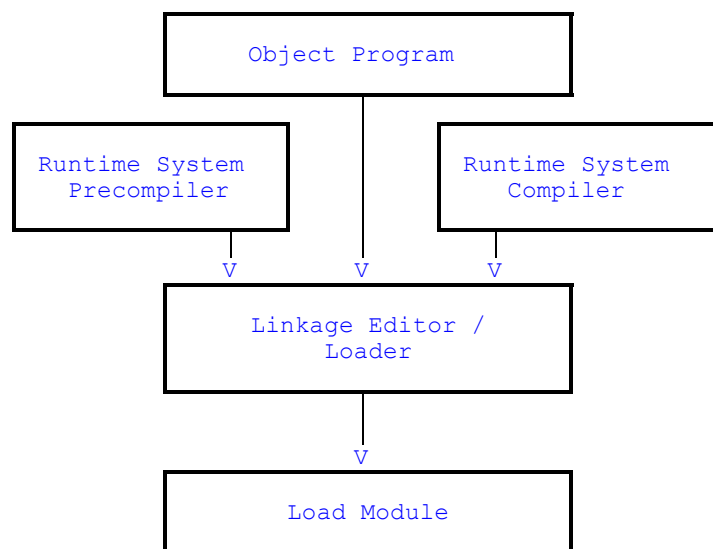 Object Program
Runtime System
Precompiler
Runtime System
Compiler
V
V
V
Linkage Editor /
Loader
V
Load Module